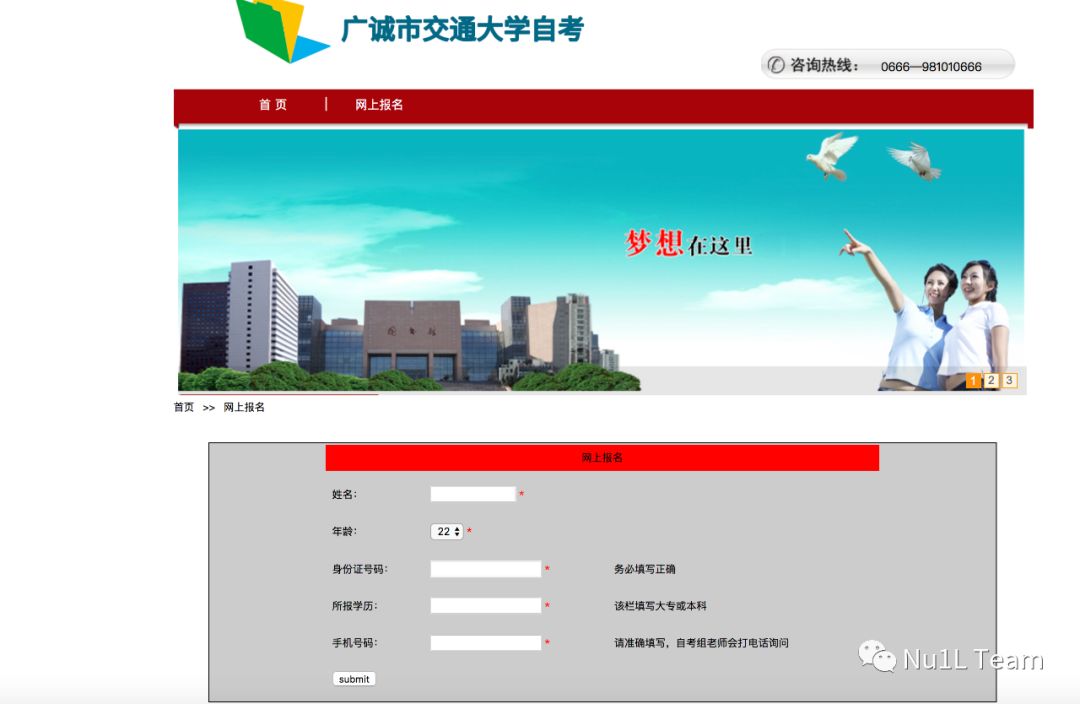 广诚市交通大学自考
咨询热线： 0666—981010666
首 页 | 网上报名
梦想在这里
图书馆
1 2 3
首页 >> 网上报名
网上报名
姓名： *
年龄： 22 *
身份证号码： * 务必填写正确
所报学历： * 该栏填写大专或本科
手机号码： * 请准确填写，自考组老师会打电话询问
submit
Nu1L Team